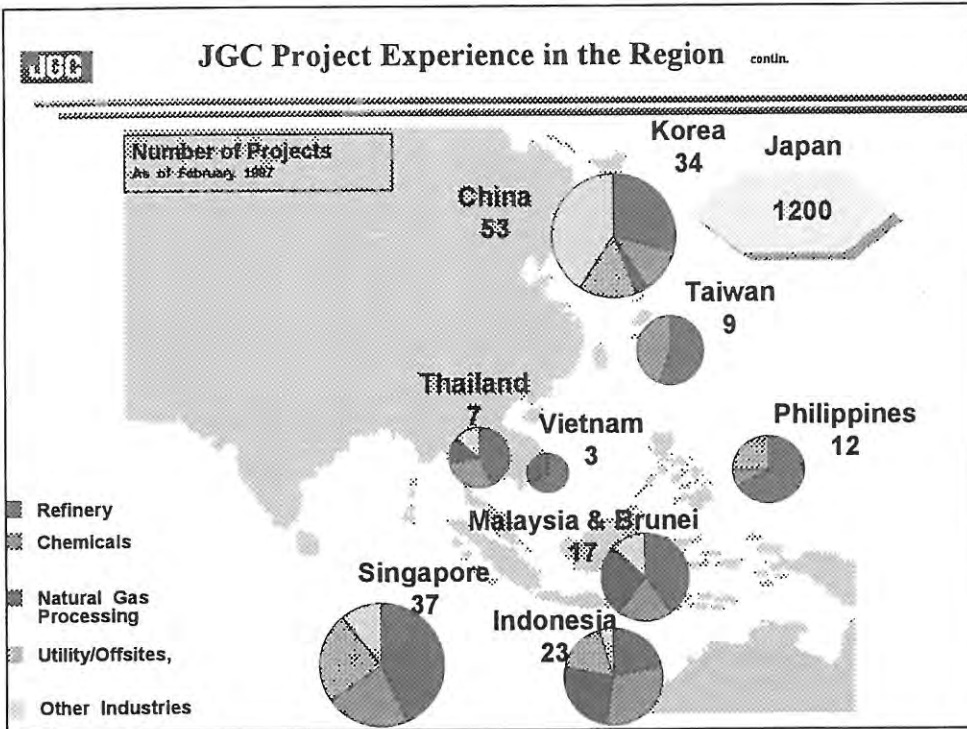 JGC
JGC Project Experience in the Region contin.
Number of Projects
As of February, 1997
Korea
34
Japan
1200
China
53
Taiwan
9
Thailand
7
Vietnam
3
Philippines
12
Malaysia & Brunei
17
Singapore
37
Indonesia
23
Refinery
Chemicals
Natural Gas
Processing
Utility/Offsites,
Other Industries